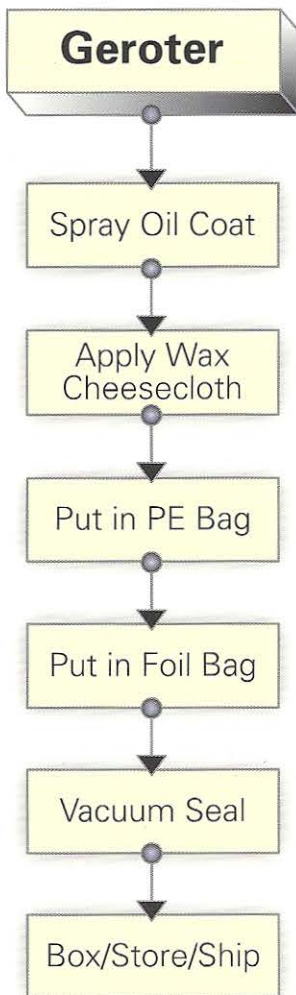 Geroter
Spray Oil Coat
Apply Wax
Cheesecloth
Put in PE Bag
Put in Foil Bag
Vacuum Seal
Box/Store/Ship